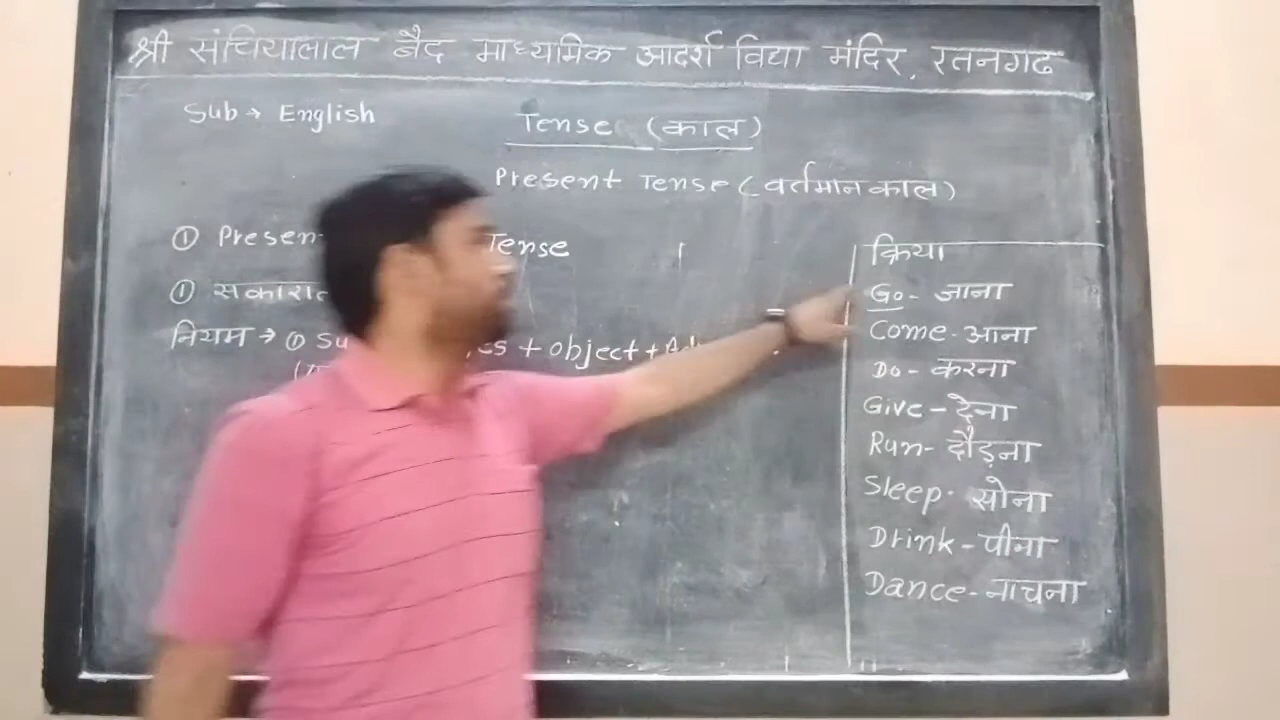 श्री संचियालाल बैद माध्यमिक आदर्श विद्या मंदिर, रतनगढ
Sub → English
Tense (काल)
Present Tense (वर्तमान काल)
① Presen Tense
① सकारात
नियम → ① Su es + object + Ad
क्रिया
Go - जाना
Come - आना
Do - करना
Give - देना
Run - दौड़ना
Sleep - सोना
Drink - पीना
Dance - नाचना